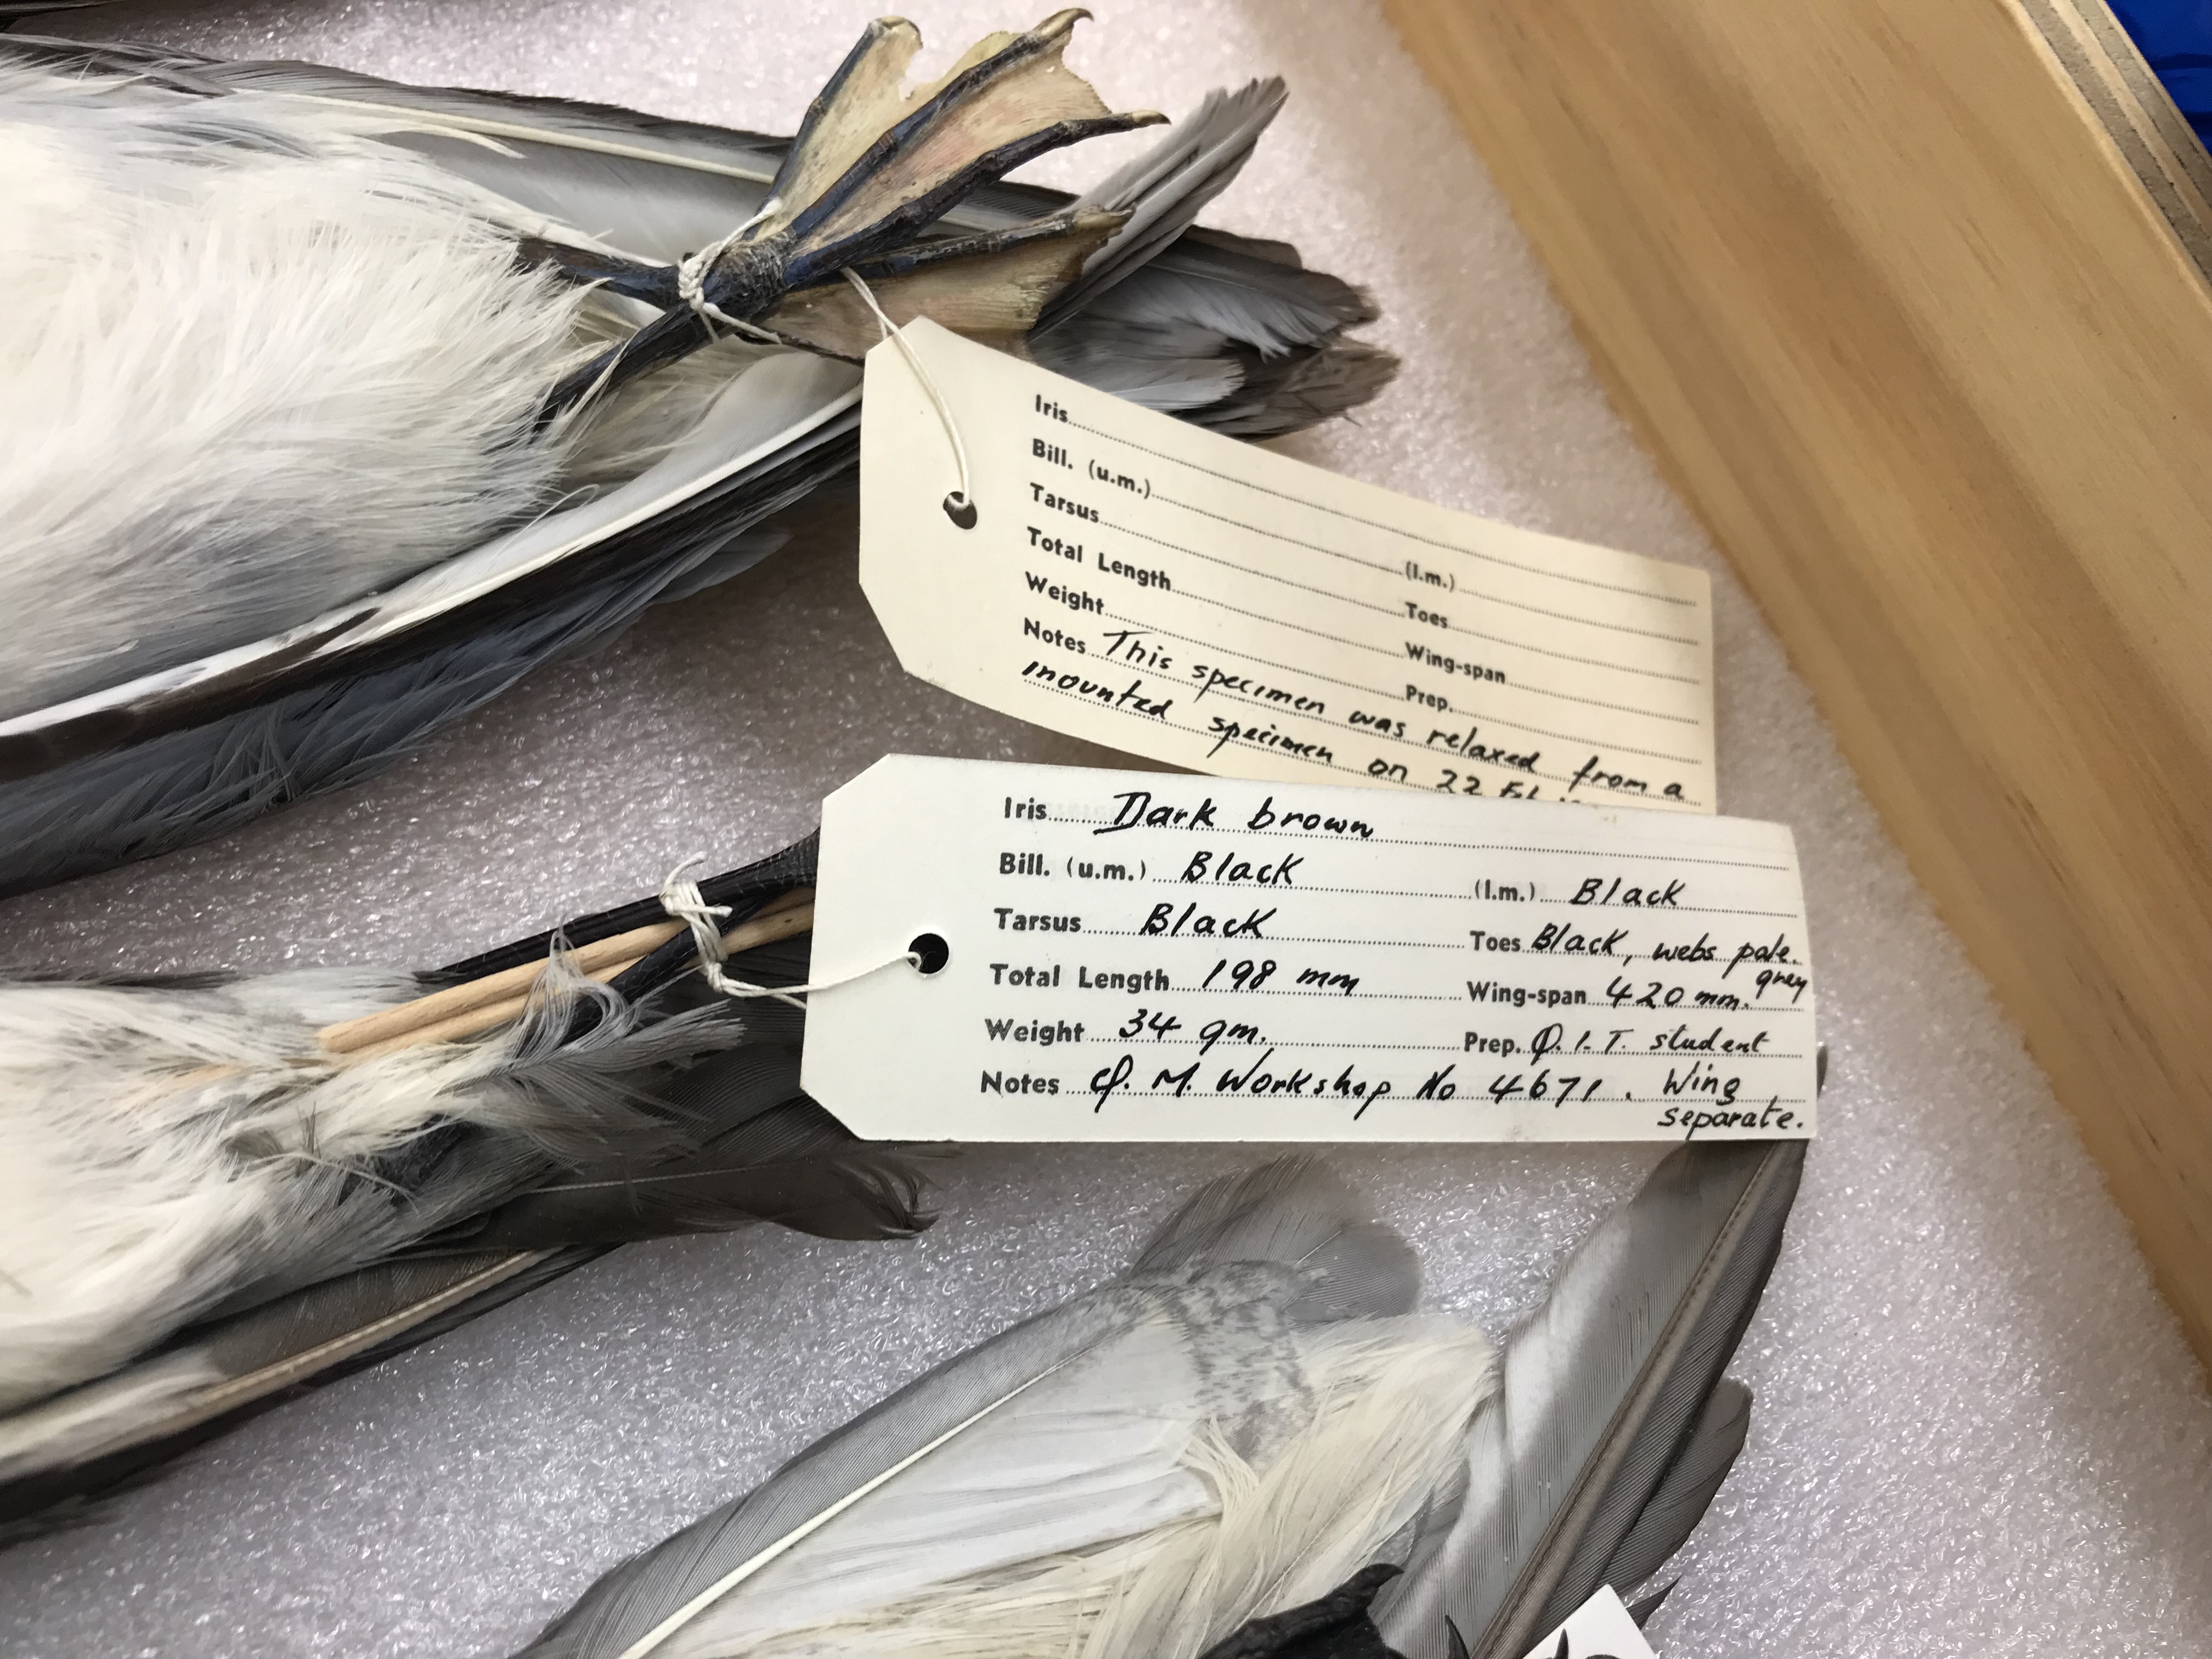 Iris Dark brown
Bill. (u.m.) Black (l.m.) Black
Tarsus Black Toes Black, webs pale grey
Total Length 198 mm Wing-span 420 mm.
Weight 34 gm. Prep. Q.I.T. student
Notes cf. M. Workshop No 4671. Wing
separate.
Iris
Bill. (u.m.) (l.m.)
Tarsus Toes
Total Length Wing-span
Weight Prep.
Notes This specimen was relaxed from a
mounted specimen on 22